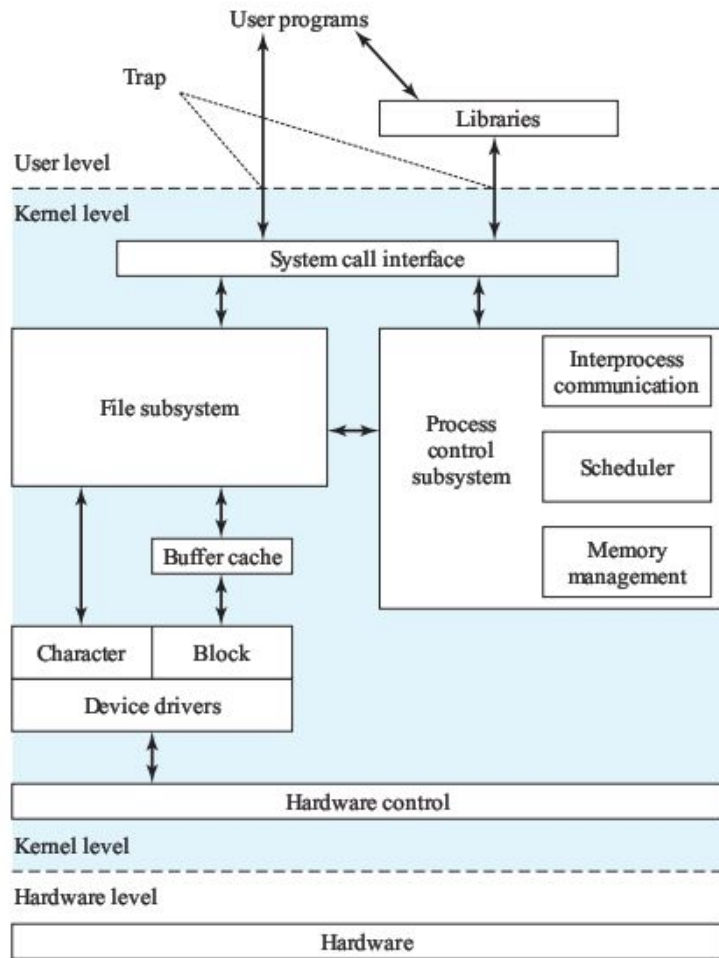 User programs
Trap
Libraries
User level
Kernel level
System call interface
File subsystem
Interprocess
communication
Process
control
subsystem
Scheduler
Memory
management
Buffer cache
Character
Block
Device drivers
Hardware control
Kernel level
Hardware level
Hardware